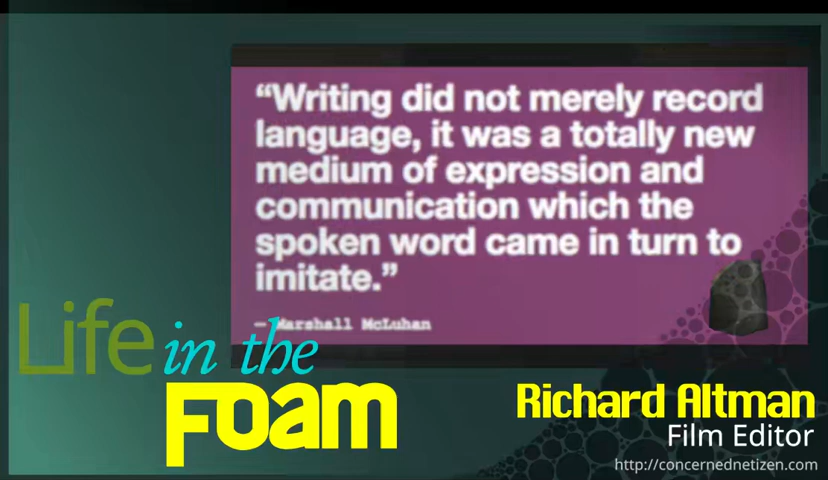 “Writing did not merely record
language, it was a totally new
medium of expression and
communication which the
spoken word came in turn to
imitate.”
— Marshall McLuhan
Life in the
Foam
Richard Altman
Film Editor
http://concernednetizen.com